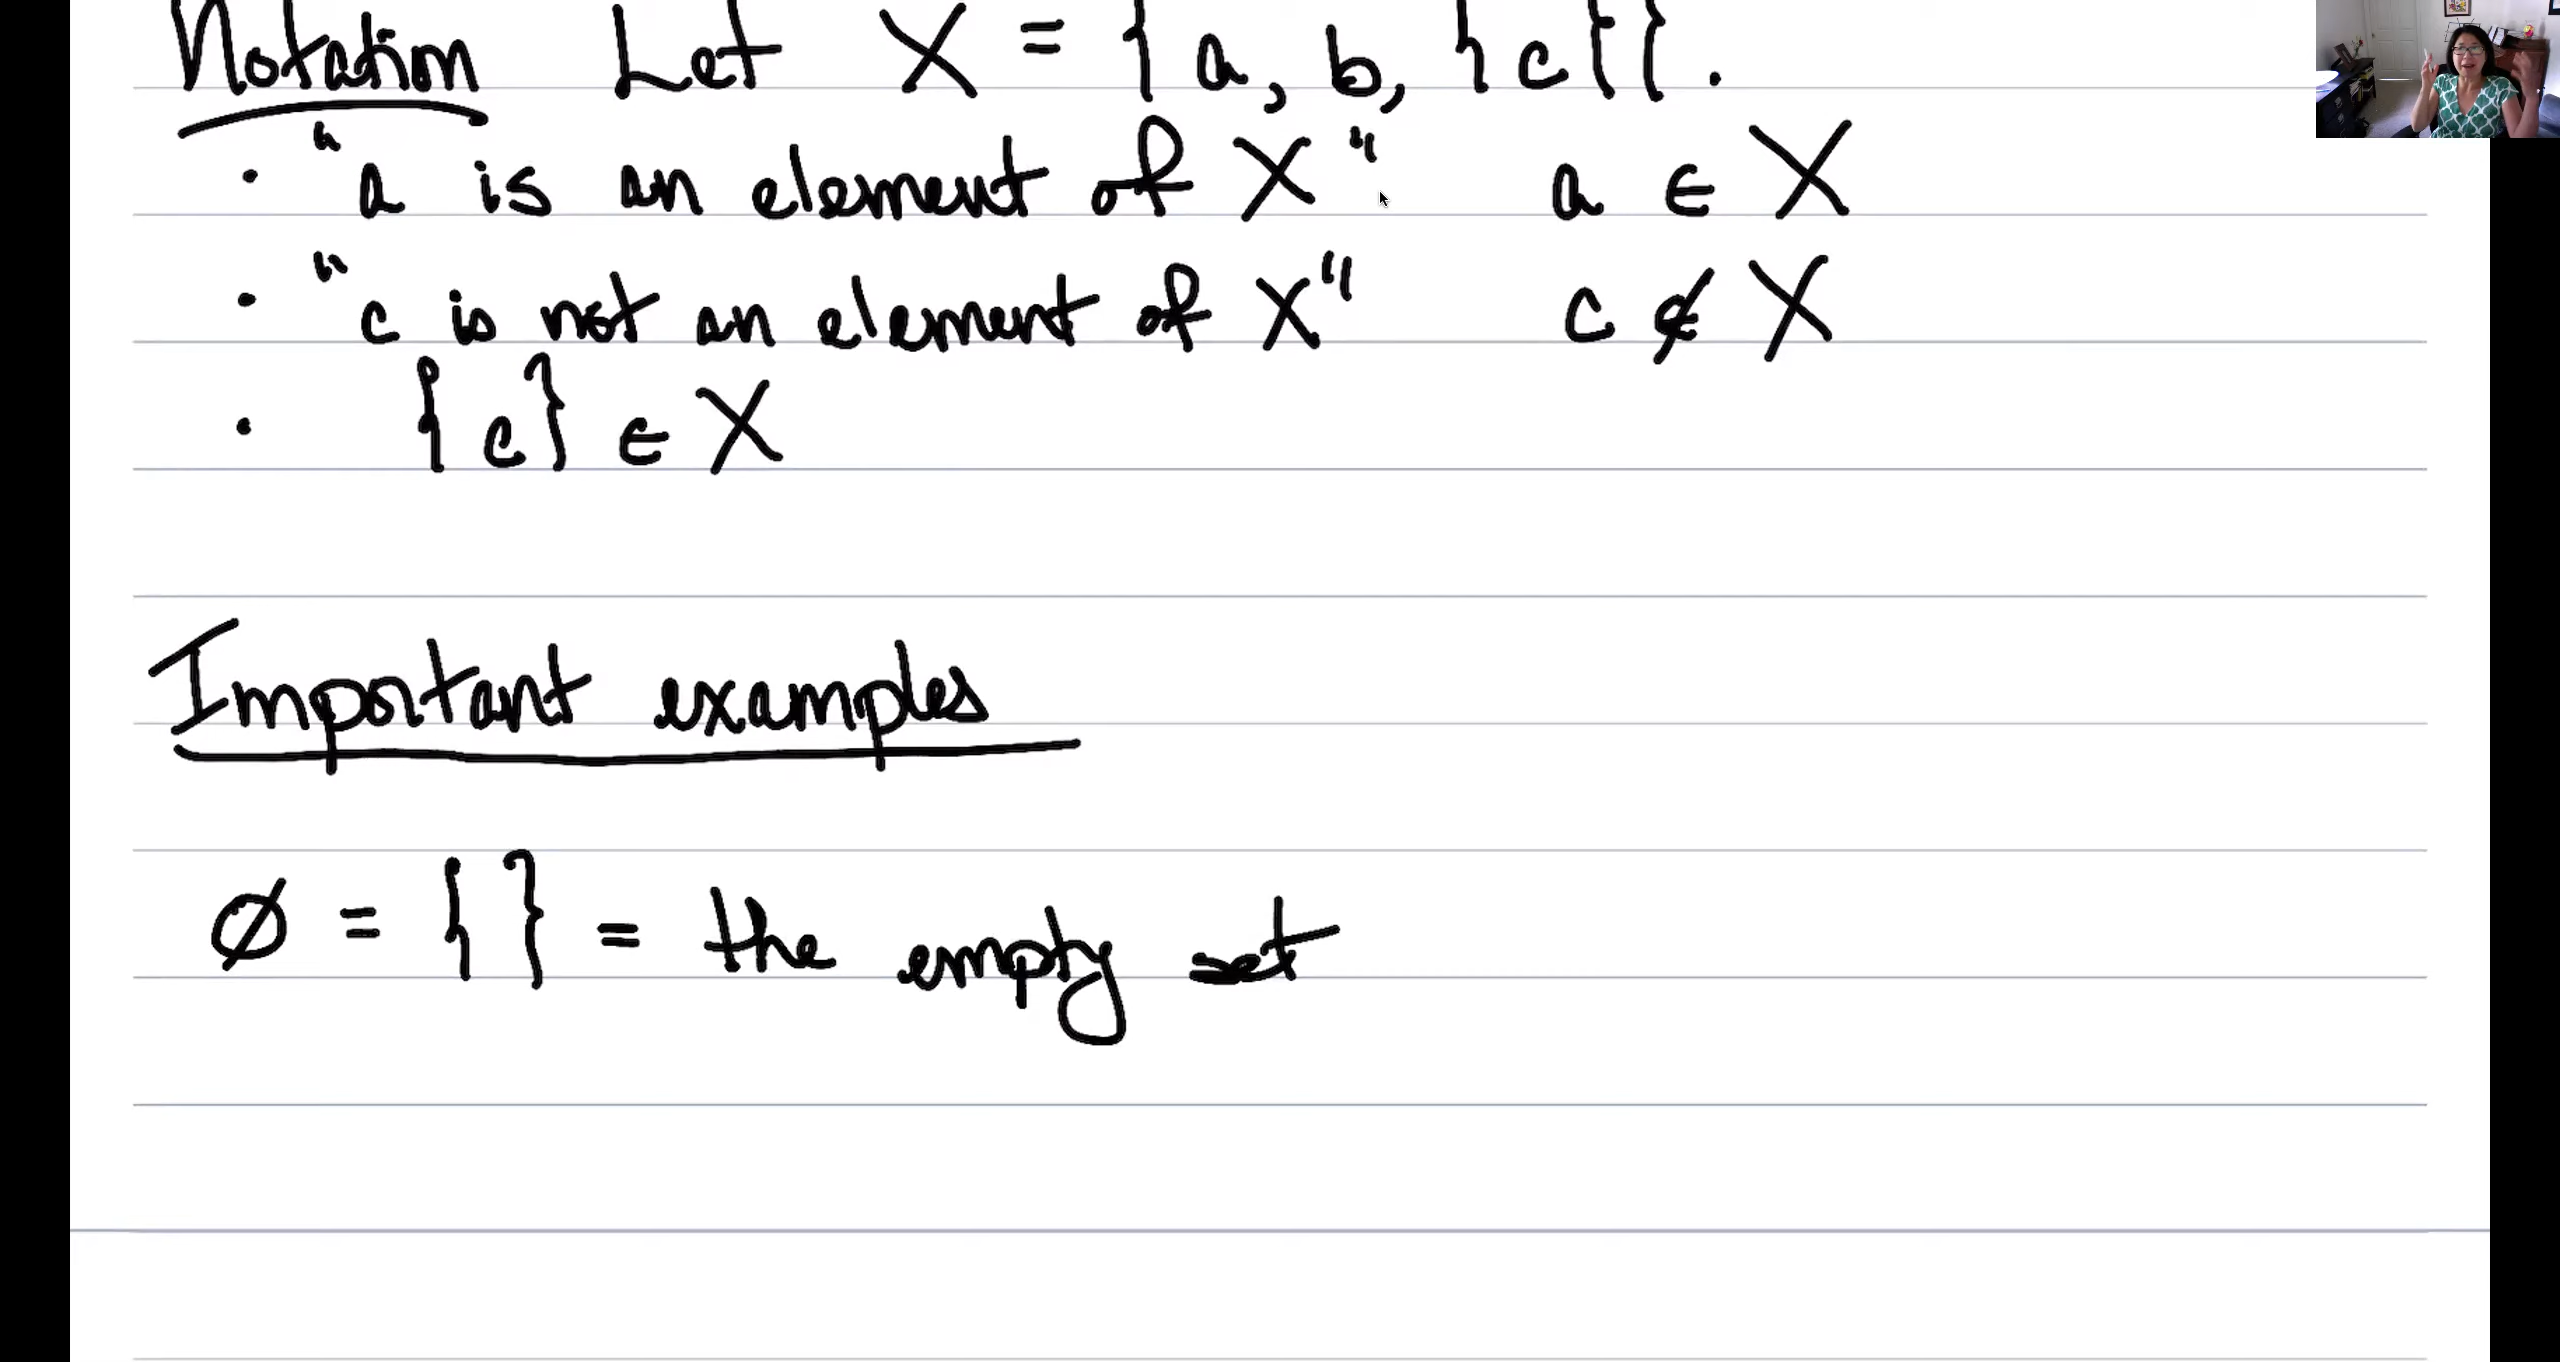 Notation Let X = {a, b, {c}}.
· "a is an element of X" a ∈ X
· "c is not an element of X" c ∉ X
· {c} ∈ X
Important examples
∅ = { } = the empty set